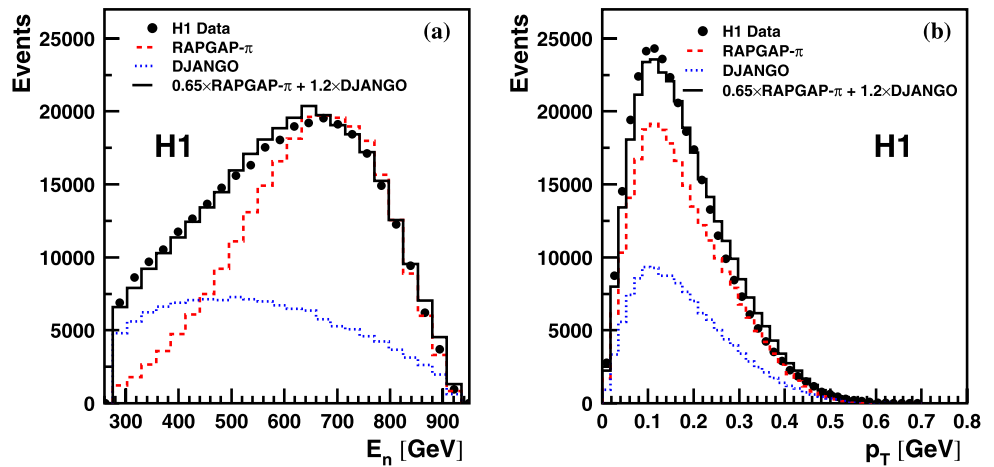 (a)
H1 Data
RAPGAP-π
DJANGO
0.65×RAPGAP-π + 1.2×DJANGO
H1
Events
25000
20000
15000
10000
5000
0
300 400 500 600 700 800 900
E_n [GeV]
(b)
H1 Data
RAPGAP-π
DJANGO
0.65×RAPGAP-π + 1.2×DJANGO
H1
Events
25000
20000
15000
10000
5000
0
0 0.1 0.2 0.3 0.4 0.5 0.6 0.7 0.8
p_T [GeV]